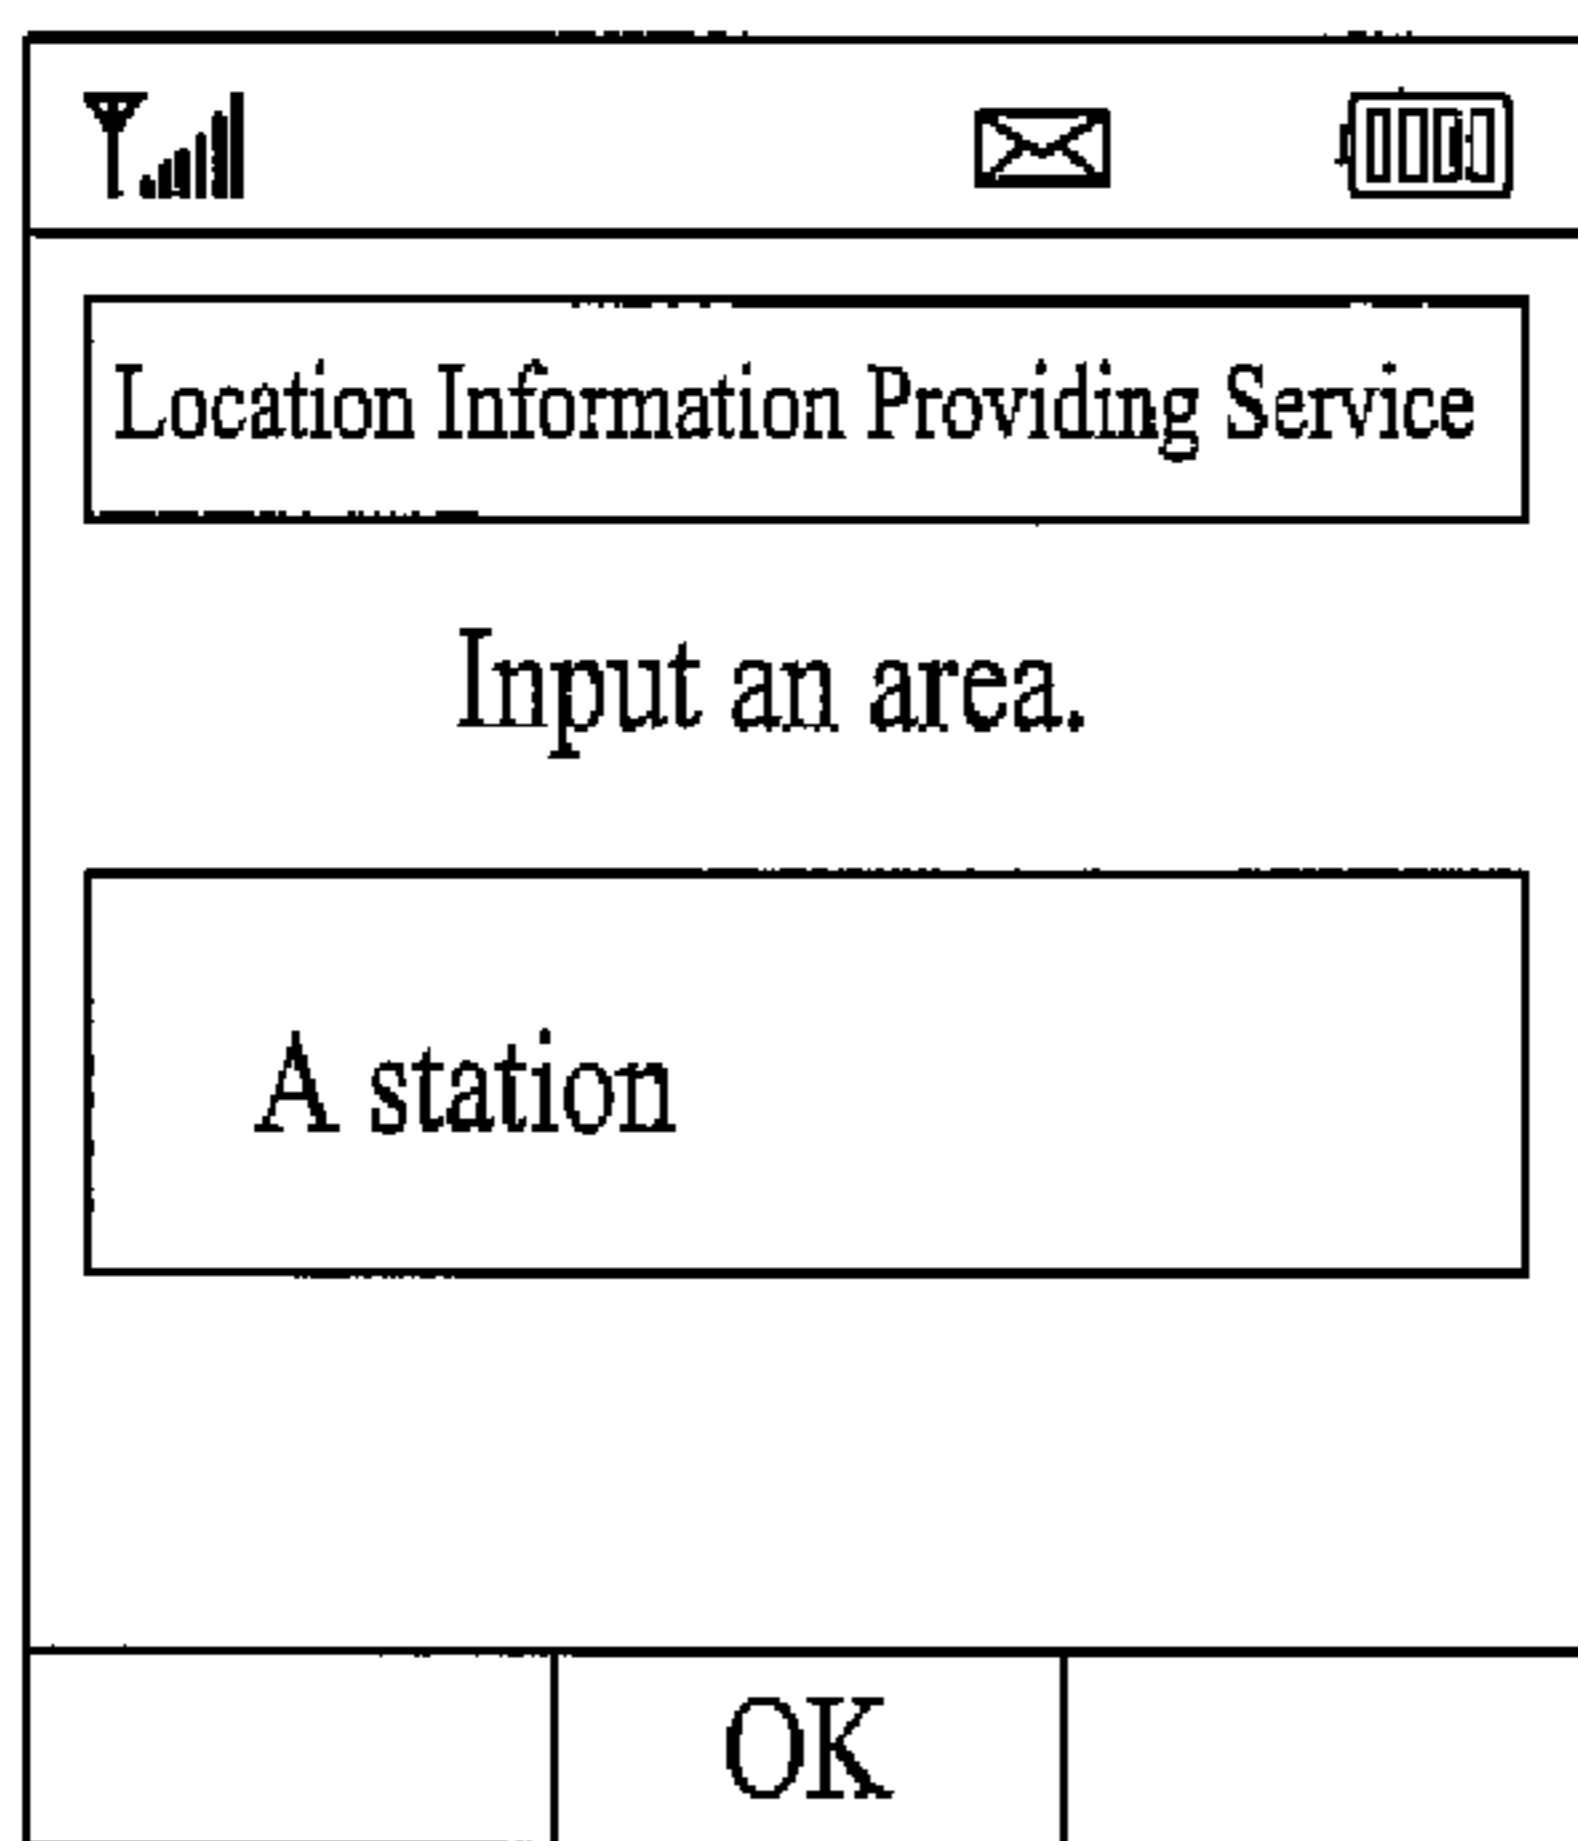 Location Information Providing Service
Input an area.
A station
OK